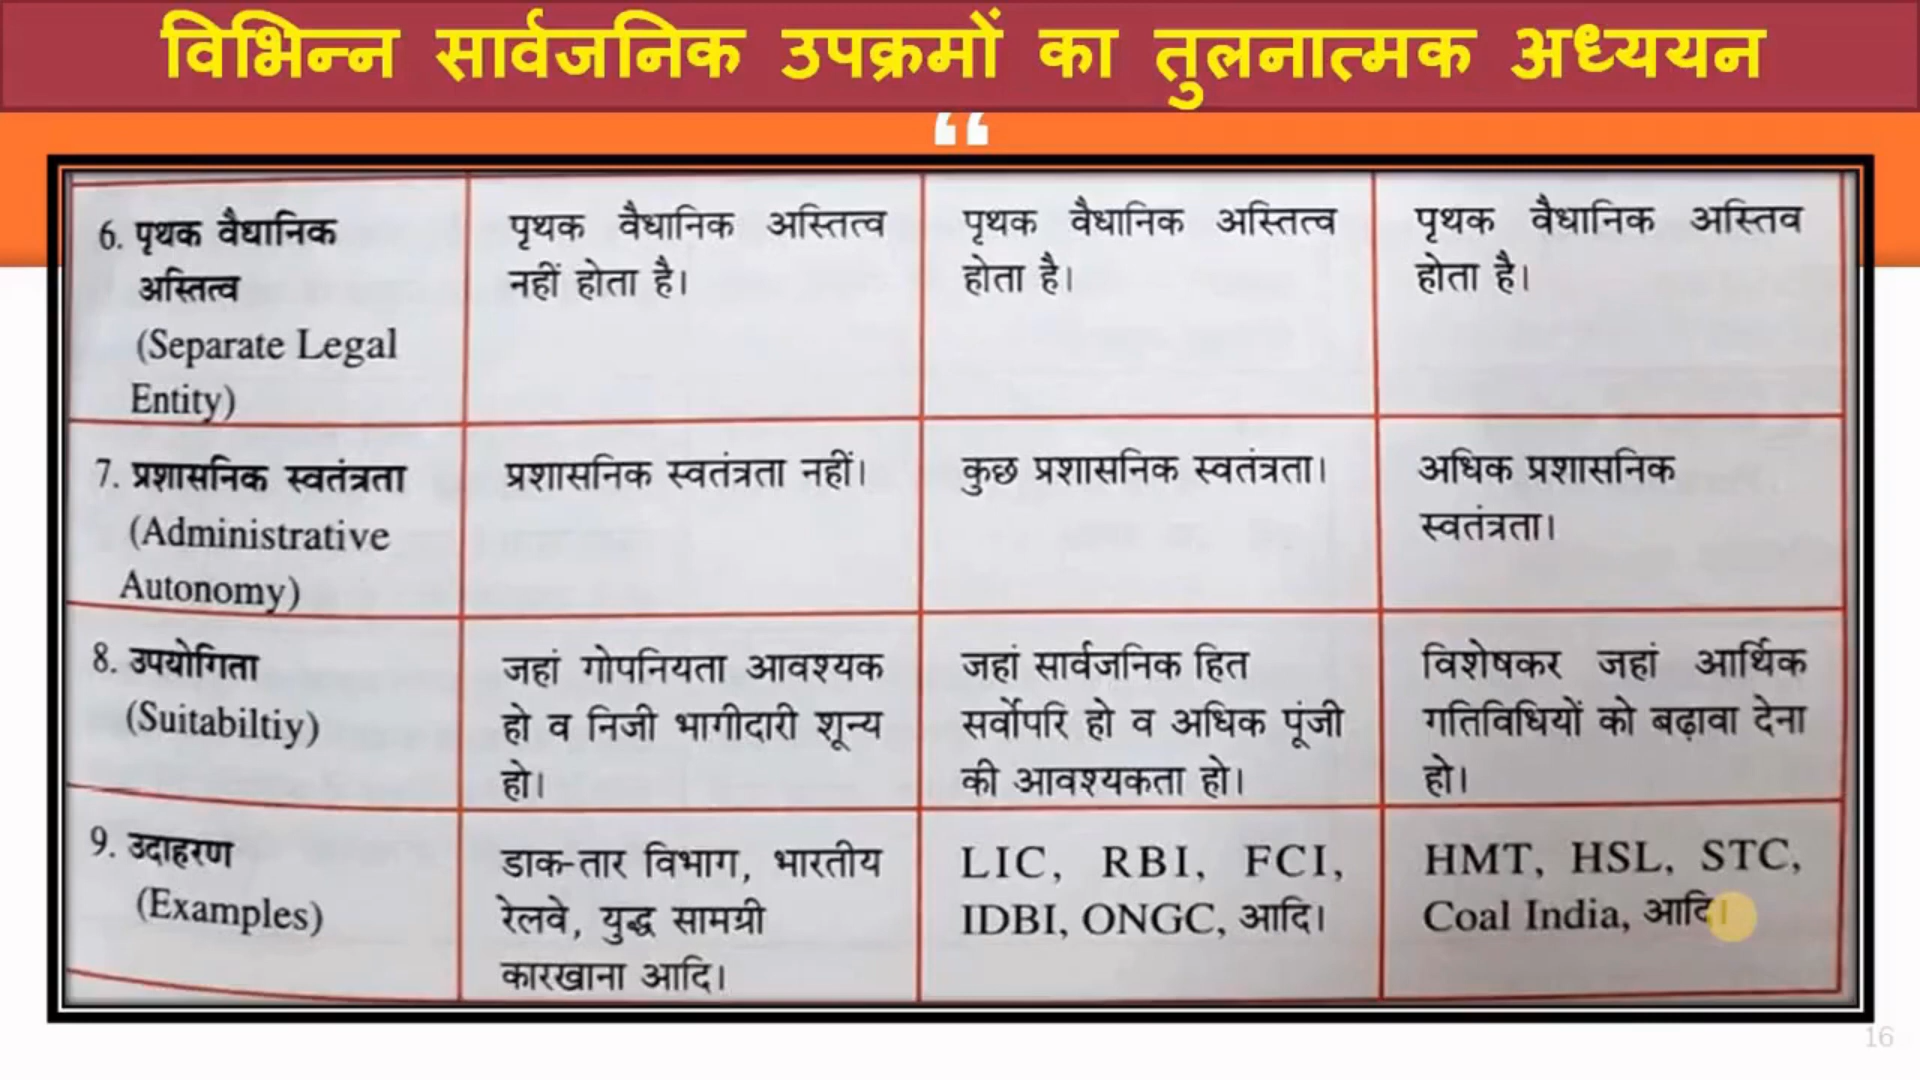 विभिन्न सार्वजनिक उपक्रमों का तुलनात्मक अध्ययन
“
6. पृथक वैधानिक
अस्तित्व
(Separate Legal
Entity)
पृथक वैधानिक अस्तित्व
नहीं होता है।
पृथक वैधानिक अस्तित्व
होता है।
पृथक वैधानिक अस्तिव
होता है।
7. प्रशासनिक स्वतंत्रता
(Administrative
Autonomy)
प्रशासनिक स्वतंत्रता नहीं।
कुछ प्रशासनिक स्वतंत्रता।
अधिक प्रशासनिक
स्वतंत्रता।
8. उपयोगिता
(Suitabiltiy)
जहां गोपनियता आवश्यक
हो व निजी भागीदारी शून्य
हो।
जहां सार्वजनिक हित
सर्वोपरि हो व अधिक पूंजी
की आवश्यकता हो।
विशेषकर जहां आर्थिक
गतिविधियों को बढ़ावा देना
हो।
9. उदाहरण
(Examples)
डाक-तार विभाग, भारतीय
रेलवे, युद्ध सामग्री
कारखाना आदि।
LIC, RBI, FCI,
IDBI, ONGC, आदि।
HMT, HSL, STC,
Coal India, आदि।
16